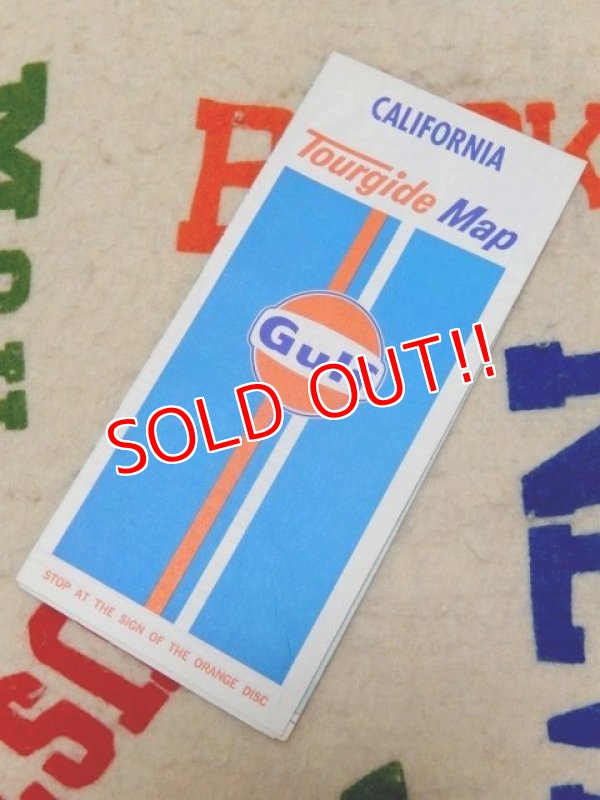 CALIFORNIA
Tourgide Map
Gulf
SOLD OUT!!
STOP AT THE SIGN OF THE ORANGE DISC